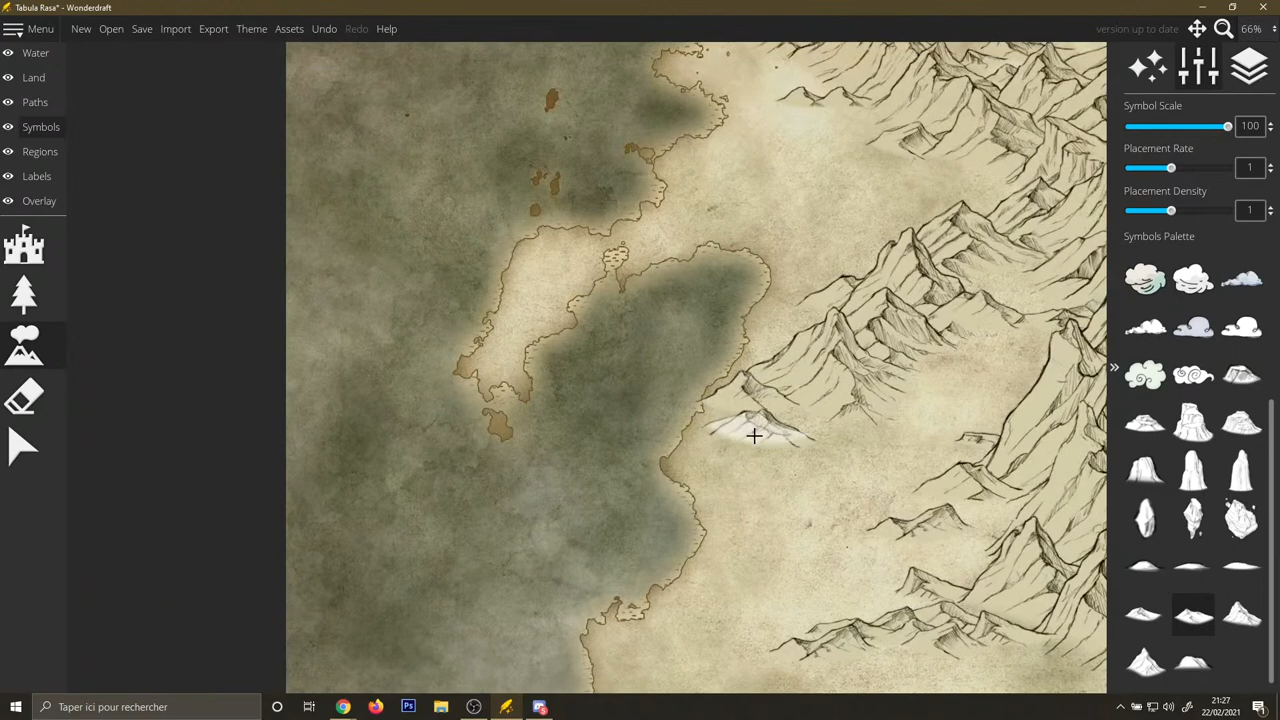 Tabula Rasa* - Wonderdraft
Menu New Open Save Import Export Theme Assets Undo Redo Help version up to date 66%
Water
Land
Paths
Symbols
Regions
Labels
Overlay
Symbol Scale
100
Placement Rate
1
Placement Density
1
Symbols Palette
Taper ici pour rechercher
21:27
22/02/2021